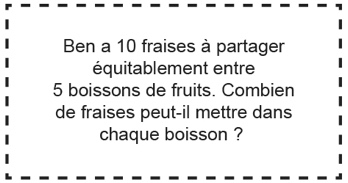 Ben a 10 fraises à partager
équitablement entre
5 boissons de fruits. Combien
de fraises peut-il mettre dans
chaque boisson ?